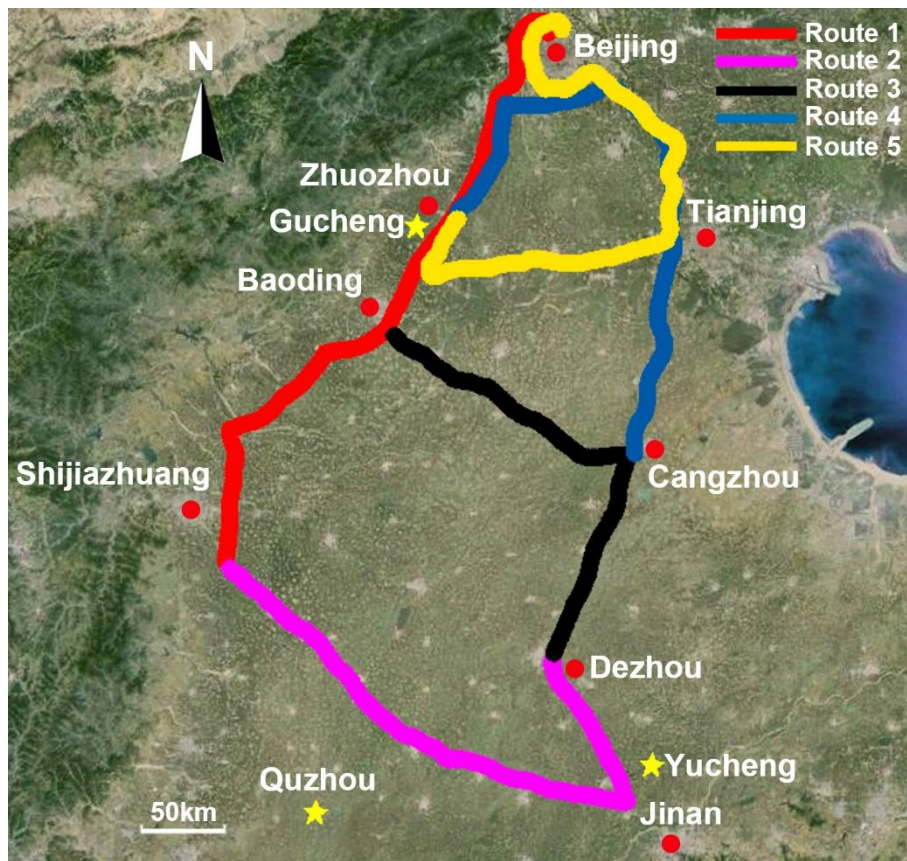 Route 1
Beijing
N
Route 2
Route 3
Route 4
Route 5
Zhuozhou
Gucheng
Tianjing
Baoding
Shijiazhuang
Cangzhou
Dezhou
Quzhou
Yucheng
50km
Jinan